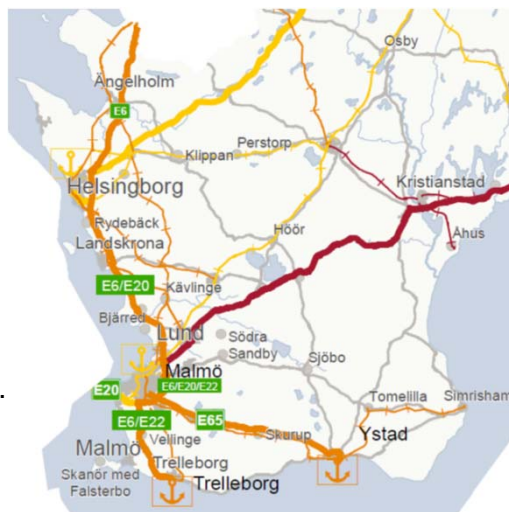 Osby
Ängelholm
E6
Perstorp
Klippan
Helsingborg
Kristianstad
Rydebäck
Åhus
Höör
Landskrona
E6/E20
Kävlinge
Bjärred
Lund
Södra
Sandby
Malmö
Sjöbo
E6/E20/E22
E20
Tomelilla
Simrisham
E65
E6/E22
Skurup
Ystad
Vellinge
Malmö
Trelleborg
Skanör med
Falsterbo
Trelleborg
.